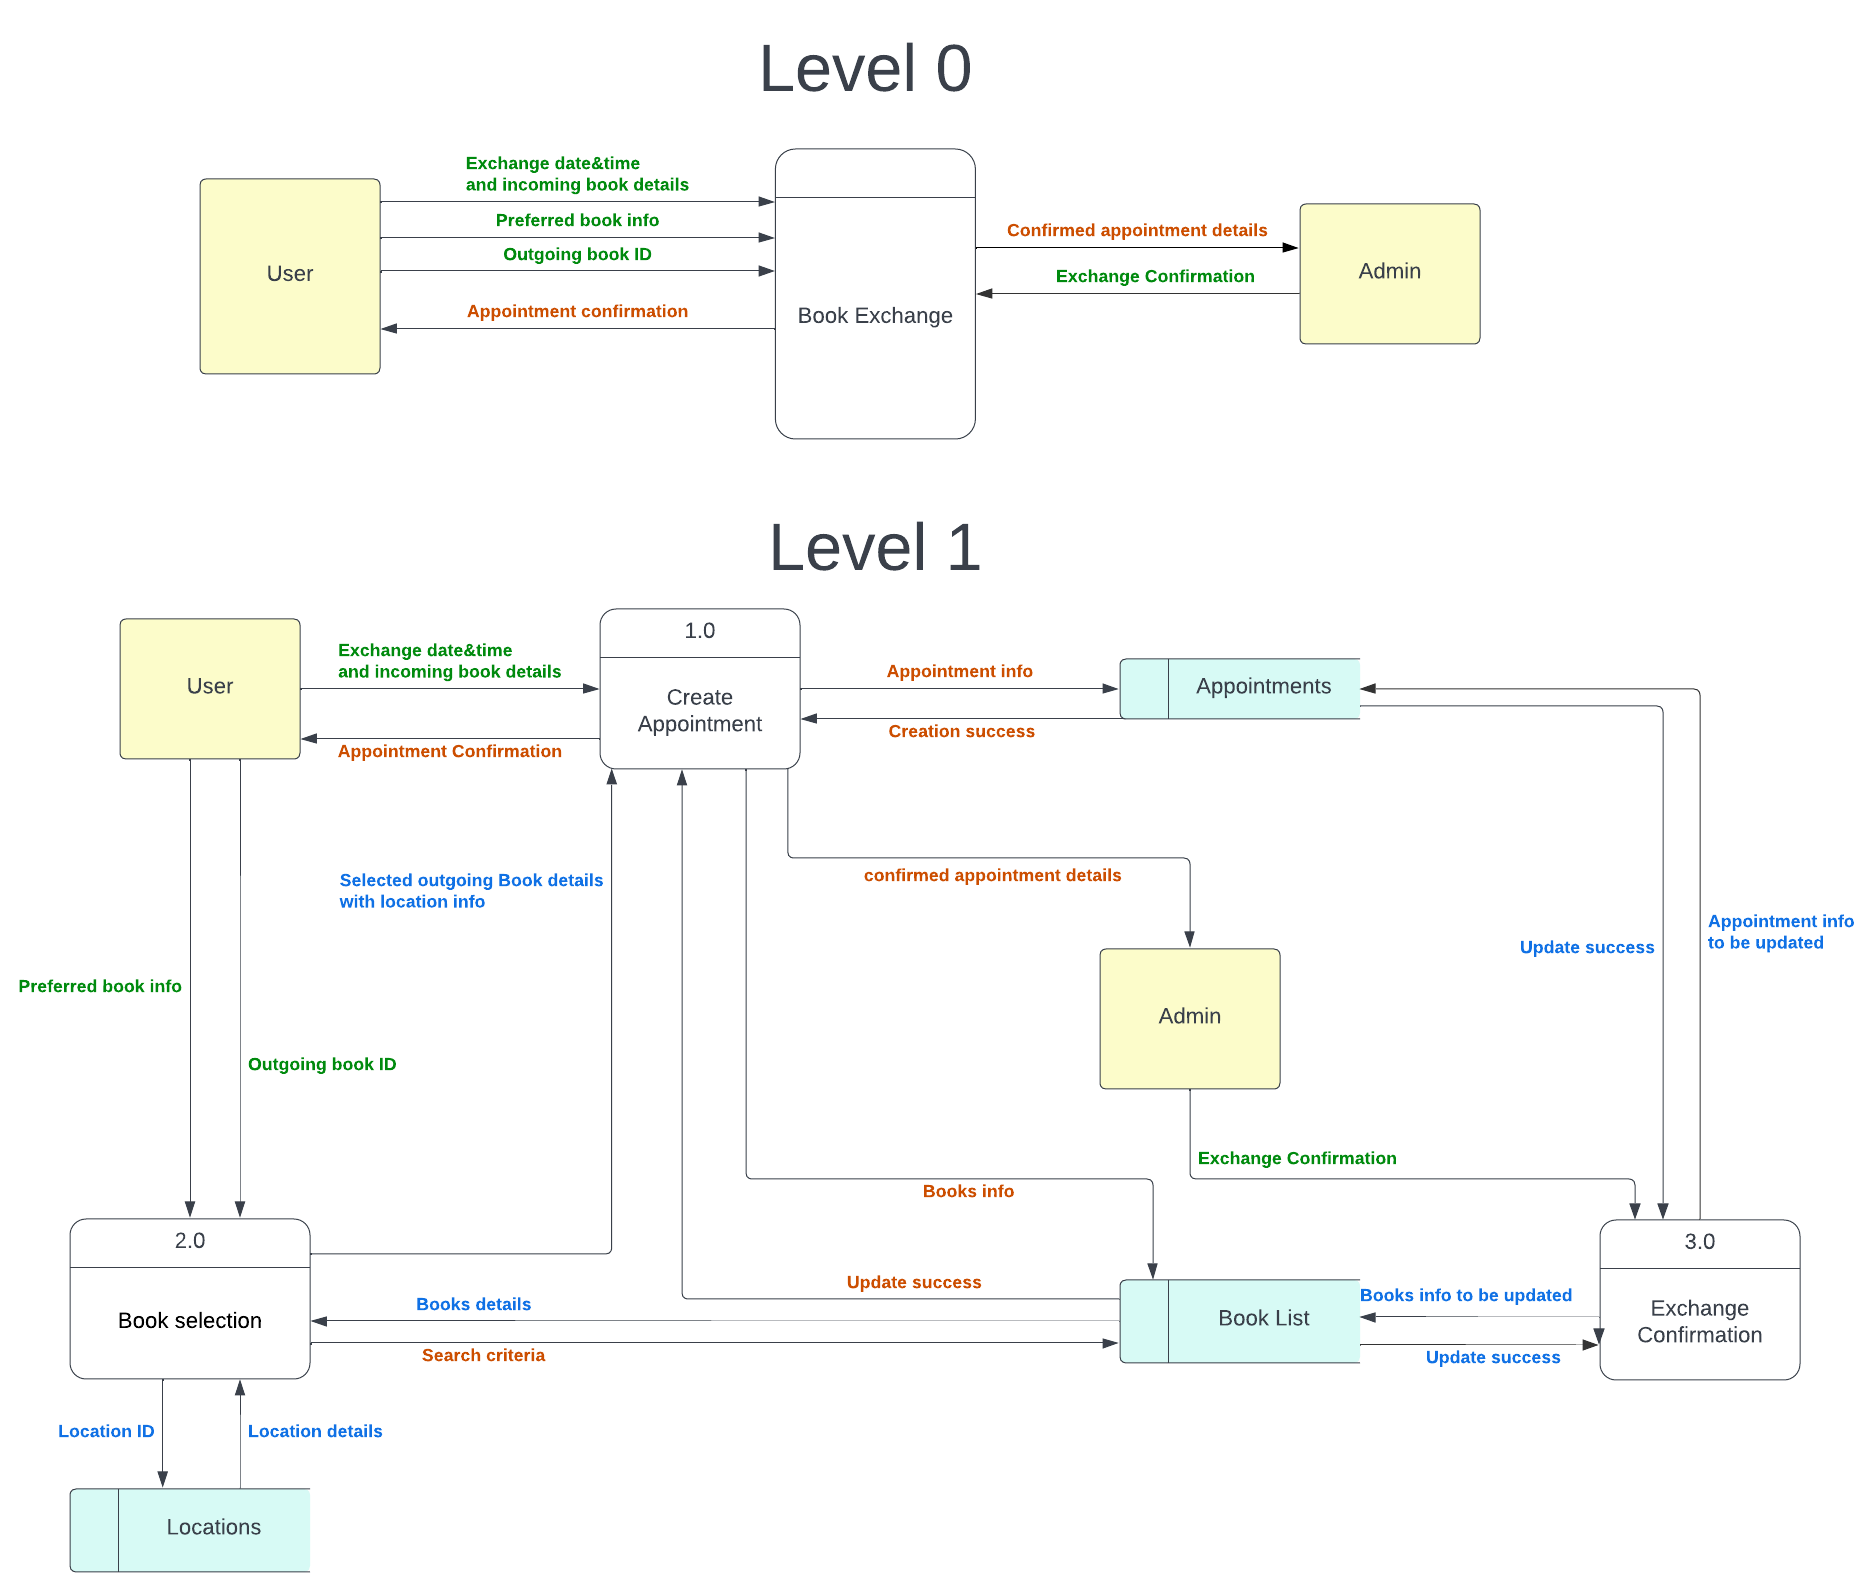 Level 0
Exchange date&time
and incoming book details
Preferred book info
Outgoing book ID
Appointment confirmation
User
Book Exchange
Confirmed appointment details
Exchange Confirmation
Admin
Level 1
User
Exchange date&time
and incoming book details
Appointment Confirmation
1.0
Create
Appointment
Appointment info
Creation success
Appointments
Selected outgoing Book details
with location info
confirmed appointment details
Update success
Appointment info
to be updated
Preferred book info
Outgoing book ID
Admin
Exchange Confirmation
Books info
2.0
Book selection
Update success
Books details
Search criteria
Book List
Books info to be updated
Update success
3.0
Exchange
Confirmation
Location ID
Location details
Locations